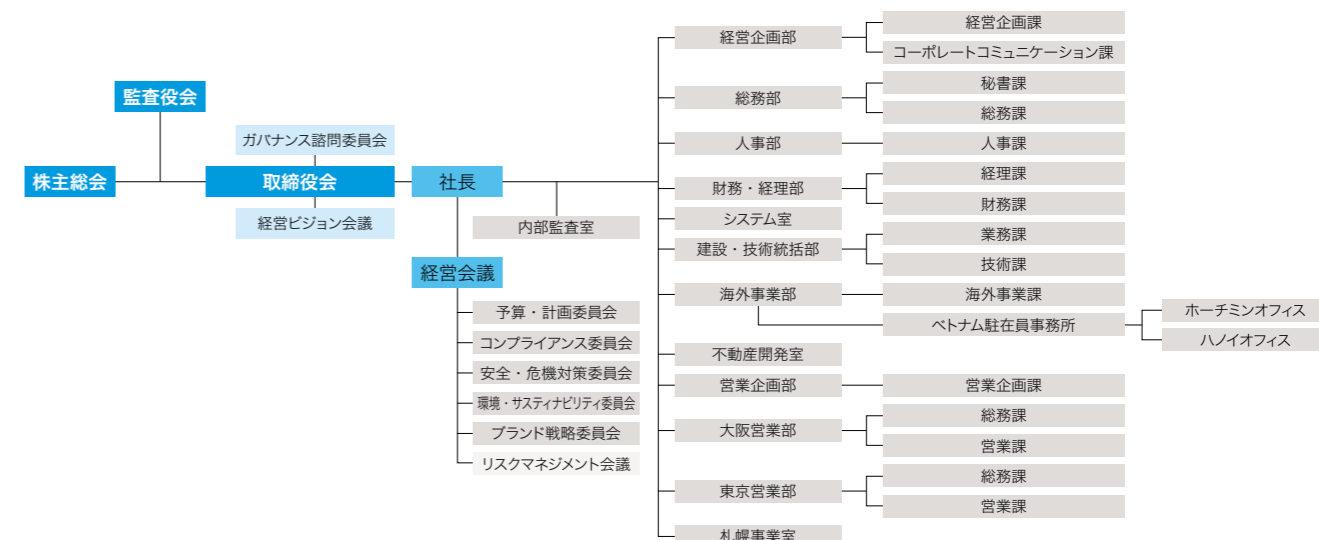 監査役会
ガバナンス諮問委員会
株主総会
取締役会
社長
経営ビジョン会議
内部監査室
経営会議
予算・計画委員会
コンプライアンス委員会
安全・危機対策委員会
環境・サスティナビリティ委員会
ブランド戦略委員会
リスクマネジメント会議
経営企画部
経営企画課
コーポレートコミュニケーション課
総務部
秘書課
総務課
人事部
人事課
財務・経理部
経理課
財務課
システム室
建設・技術統括部
業務課
技術課
海外事業部
海外事業課
ベトナム駐在員事務所
ホーチミンオフィス
ハノイオフィス
不動産開発室
営業企画部
営業企画課
大阪営業部
総務課
営業課
東京営業部
総務課
営業課
札幌事業室